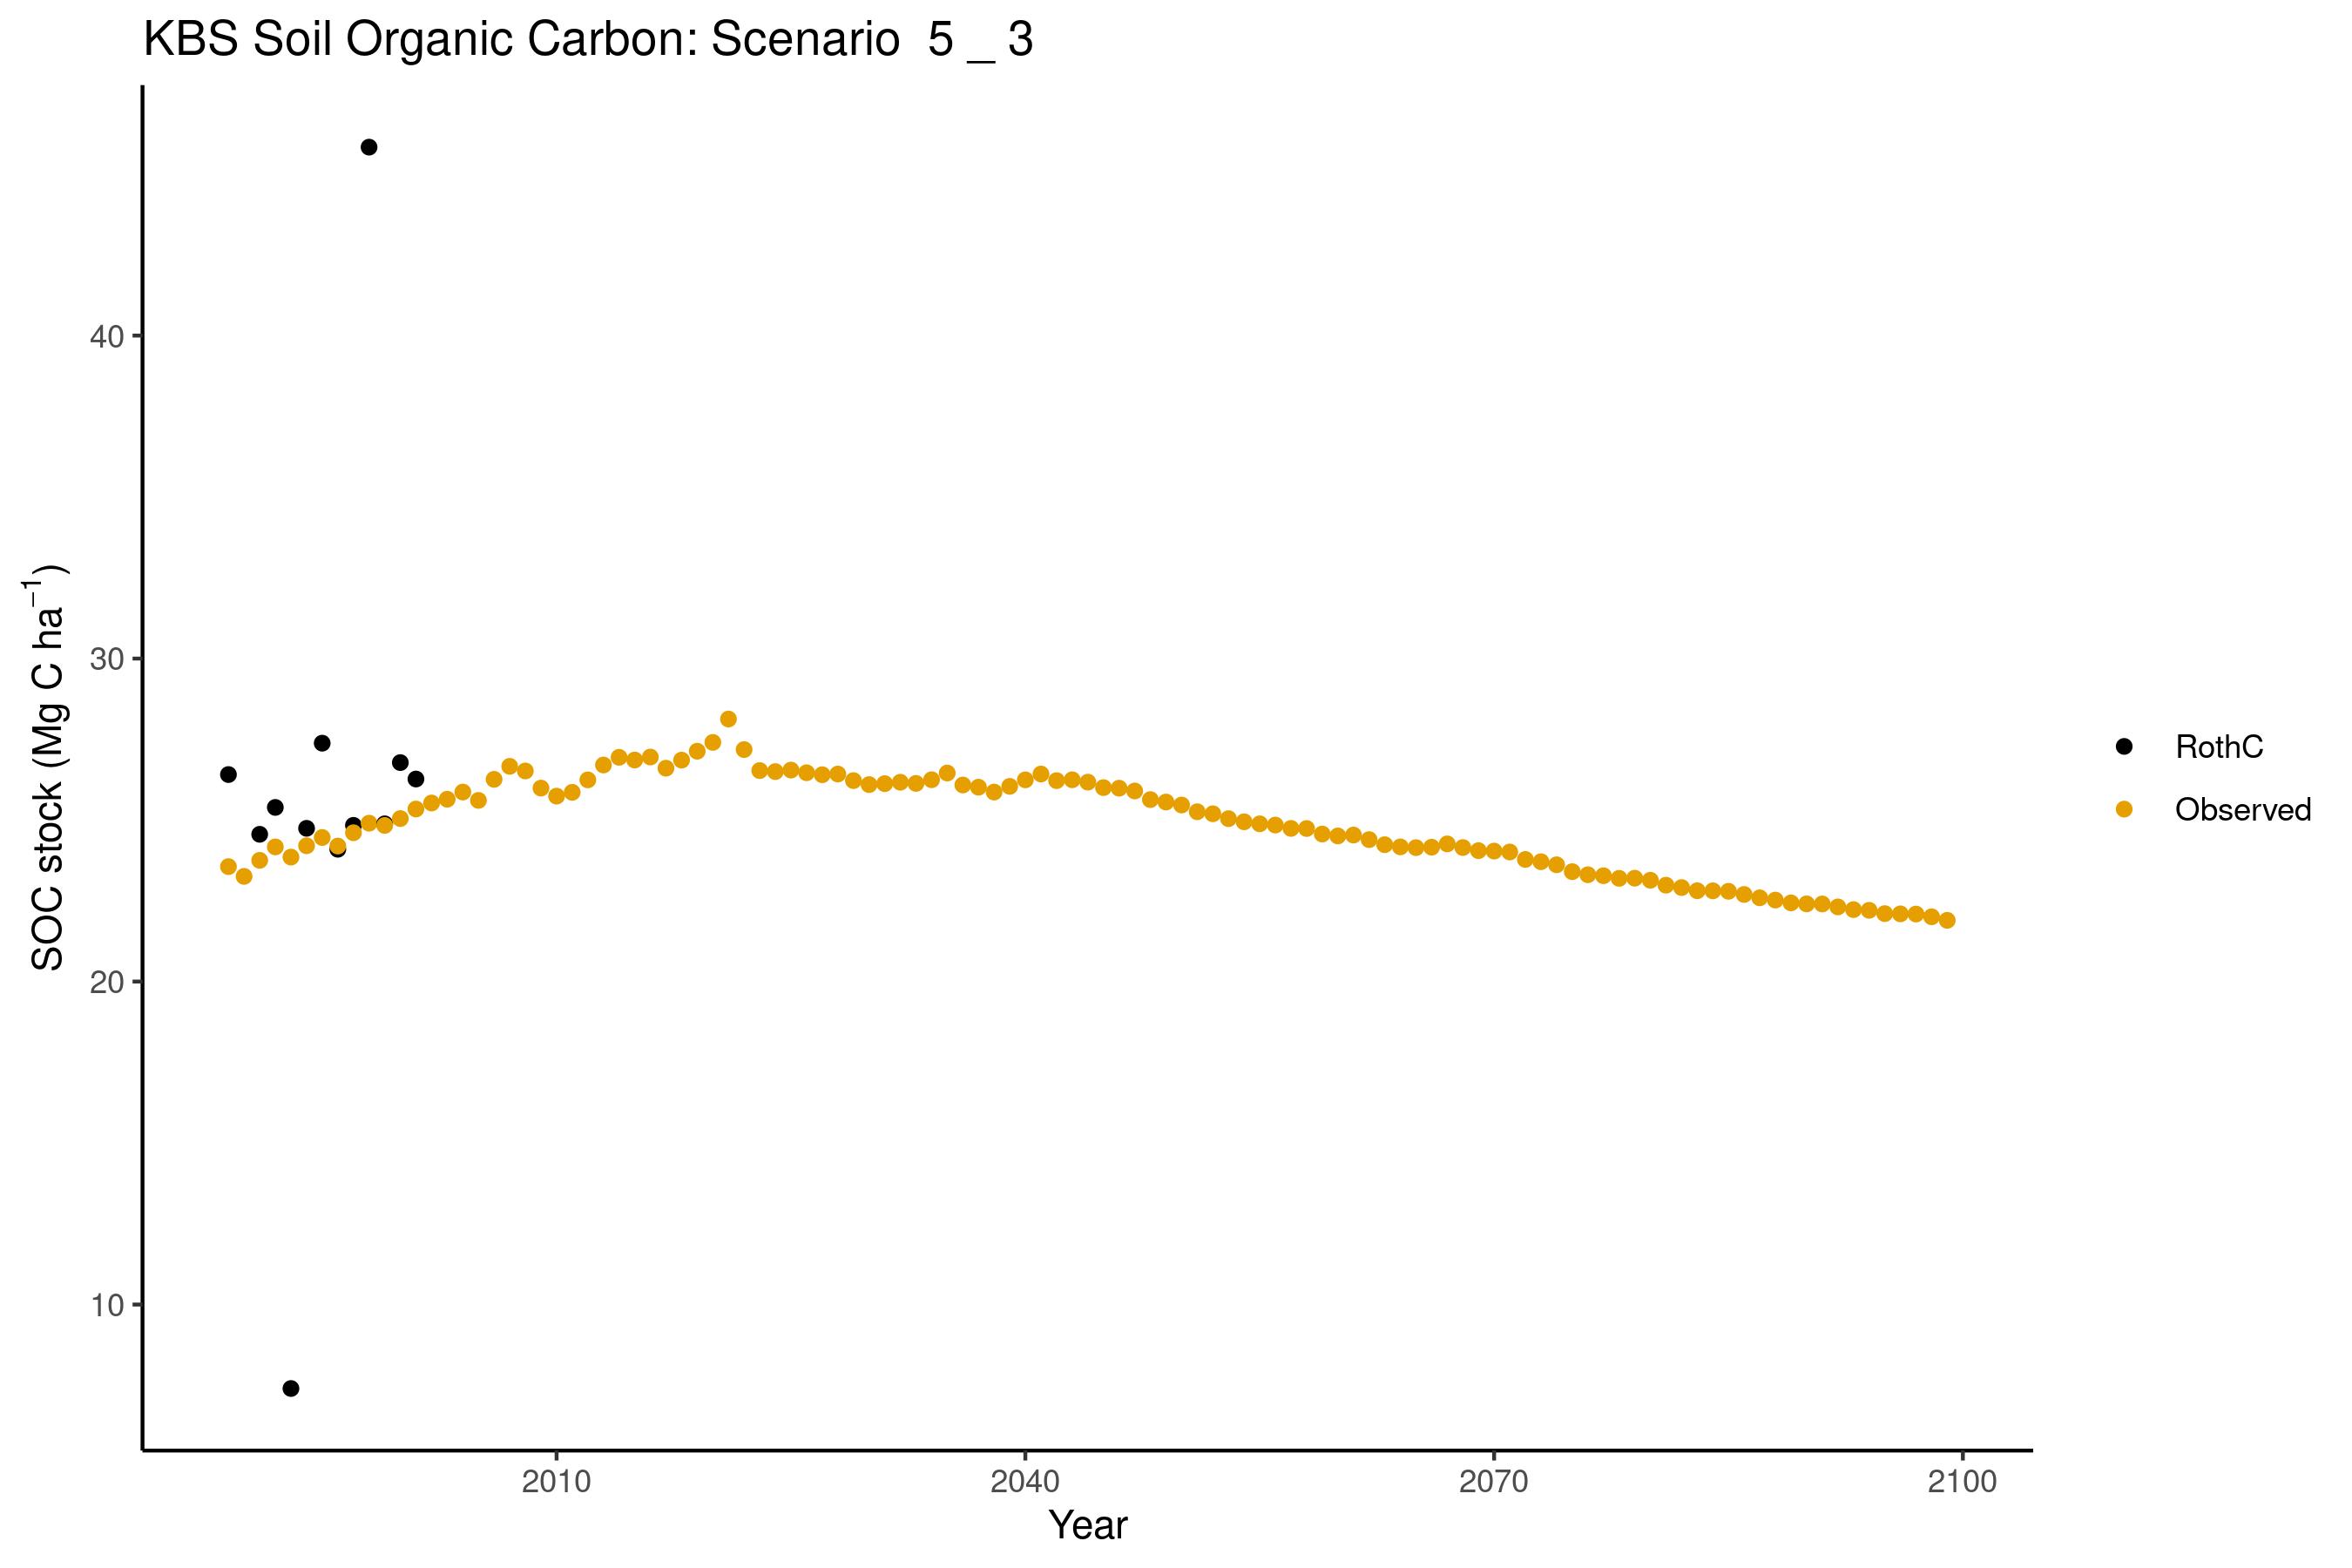 KBS Soil Organic Carbon: Scenario  5 _ 3
SOC stock (Mg C ha⁻¹)
40
30
20
10
2010
2040
2070
2100
Year
RothC
Observed